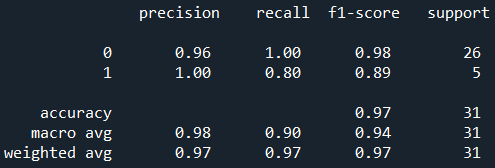 precision recall f1-score support
0 0.96 1.00 0.98 26
1 1.00 0.80 0.89 5
accuracy 0.97 31
macro avg 0.98 0.90 0.94 31
weighted avg 0.97 0.97 0.97 31